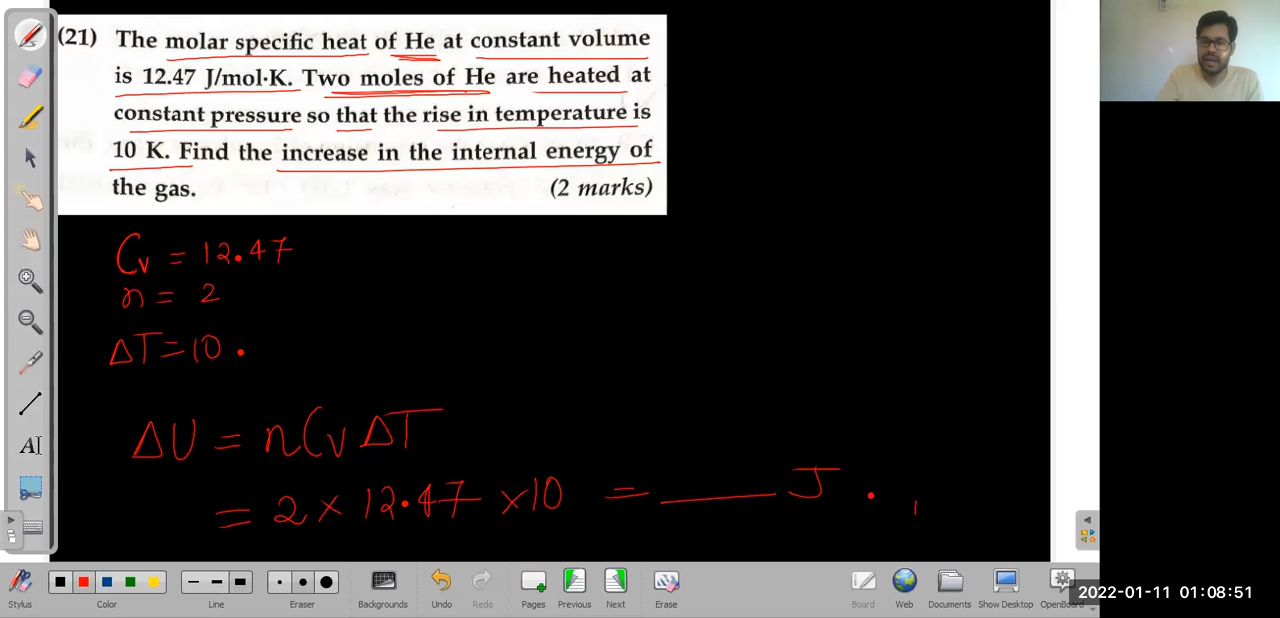 (21) The molar specific heat of He at constant volume
is 12.47 J/mol·K. Two moles of He are heated at
constant pressure so that the rise in temperature is
10 K. Find the increase in the internal energy of
the gas. (2 marks)
Cv = 12.47
n = 2
ΔT = 10 .
ΔU = nCv ΔT
= 2 × 12.47 × 10 = ____ J .
Stylus Color Line Eraser Backgrounds Undo Redo Pages Previous Next Erase Board Web Documents Show Desktop OpenBoard
2022-01-11 01:08:51